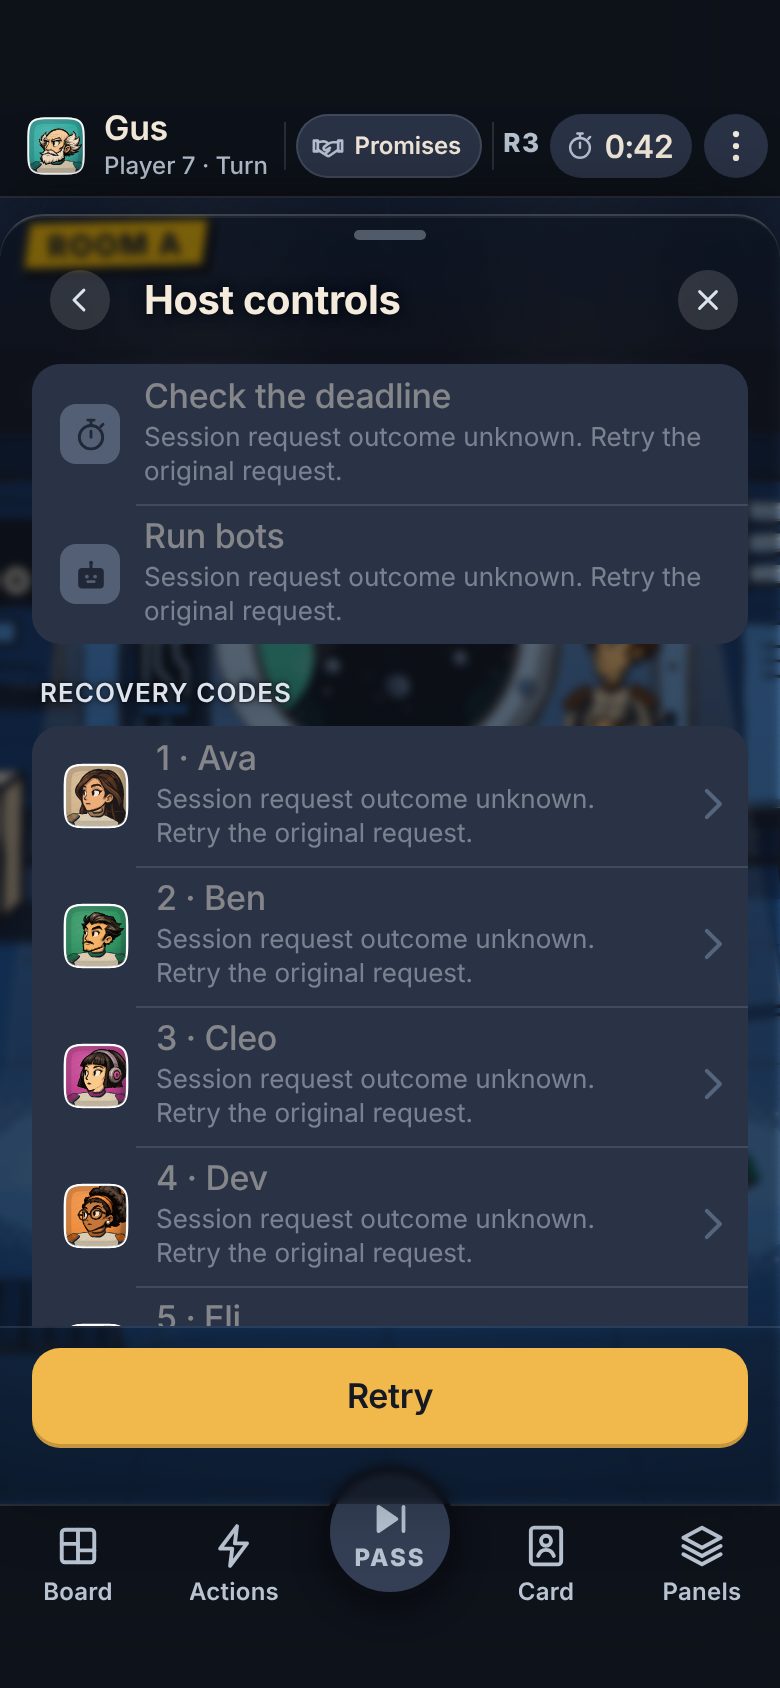 Gus
Player 7 · Turn
Promises
R3
0:42
ROOM A
Host controls
Check the deadline
Session request outcome unknown. Retry the
original request.
Run bots
Session request outcome unknown. Retry the
original request.
RECOVERY CODES
1 · Ava
Session request outcome unknown.
Retry the original request.
2 · Ben
Session request outcome unknown.
Retry the original request.
3 · Cleo
Session request outcome unknown.
Retry the original request.
4 · Dev
Session request outcome unknown.
Retry the original request.
5 · Eli
Retry
PASS
Board
Actions
Card
Panels